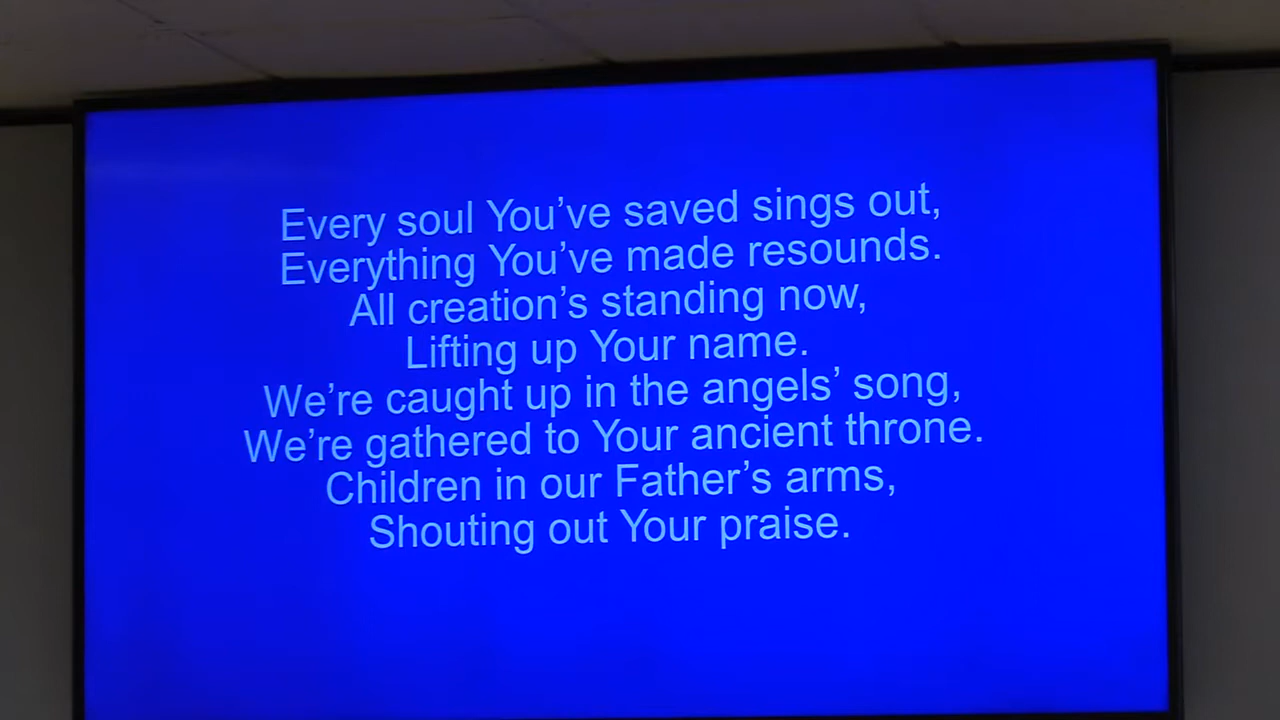 Every soul You’ve saved sings out,
Everything You’ve made resounds.
All creation’s standing now,
Lifting up Your name.
We’re caught up in the angels’ song,
We’re gathered to Your ancient throne.
Children in our Father’s arms,
Shouting out Your praise.